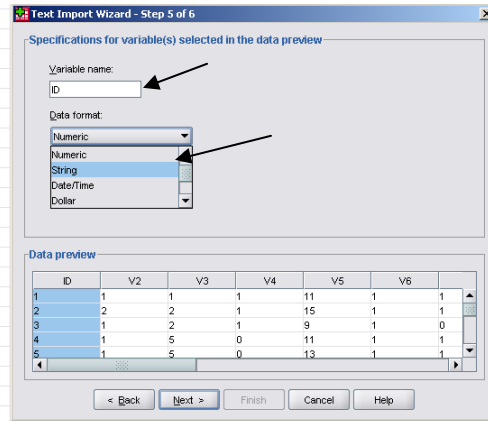 Text Import Wizard - Step 5 of 6
Specifications for variable(s) selected in the data preview
Variable name:
ID
Data format:
Numeric
Numeric
String
Date/Time
Dollar
Data preview
ID V2 V3 V4 V5 V6
1 1 1 1 11 1 1
2 2 2 1 15 1 1
3 1 2 1 9 1 0
4 1 5 0 11 1 1
5 1 5 0 13 1 1
< Back Next > Finish Cancel Help